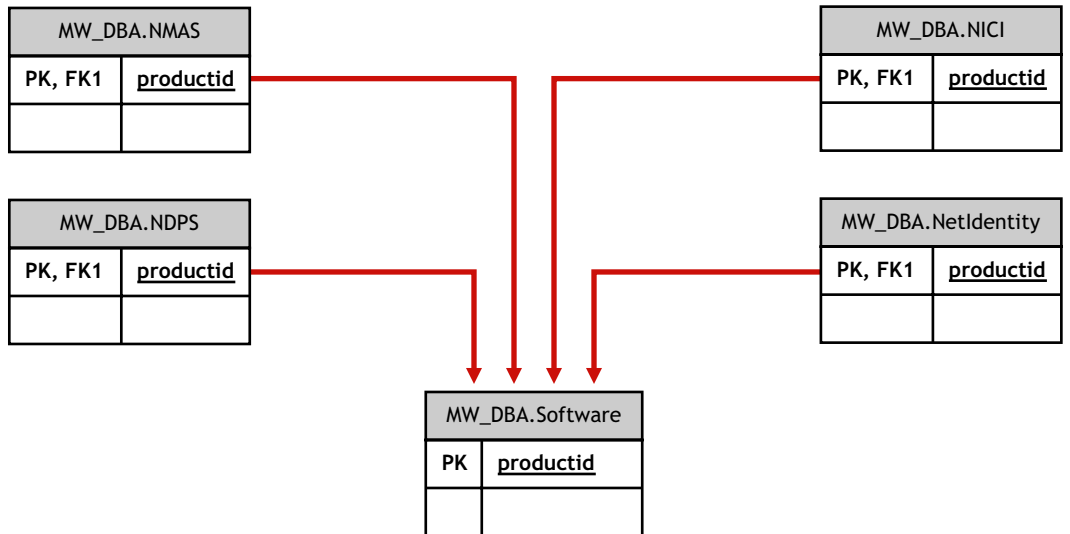 MW_DBA.NMAS
PK, FK1 productid
MW_DBA.NICI
PK, FK1 productid
MW_DBA.NDPS
PK, FK1 productid
MW_DBA.NetIdentity
PK, FK1 productid
MW_DBA.Software
PK productid